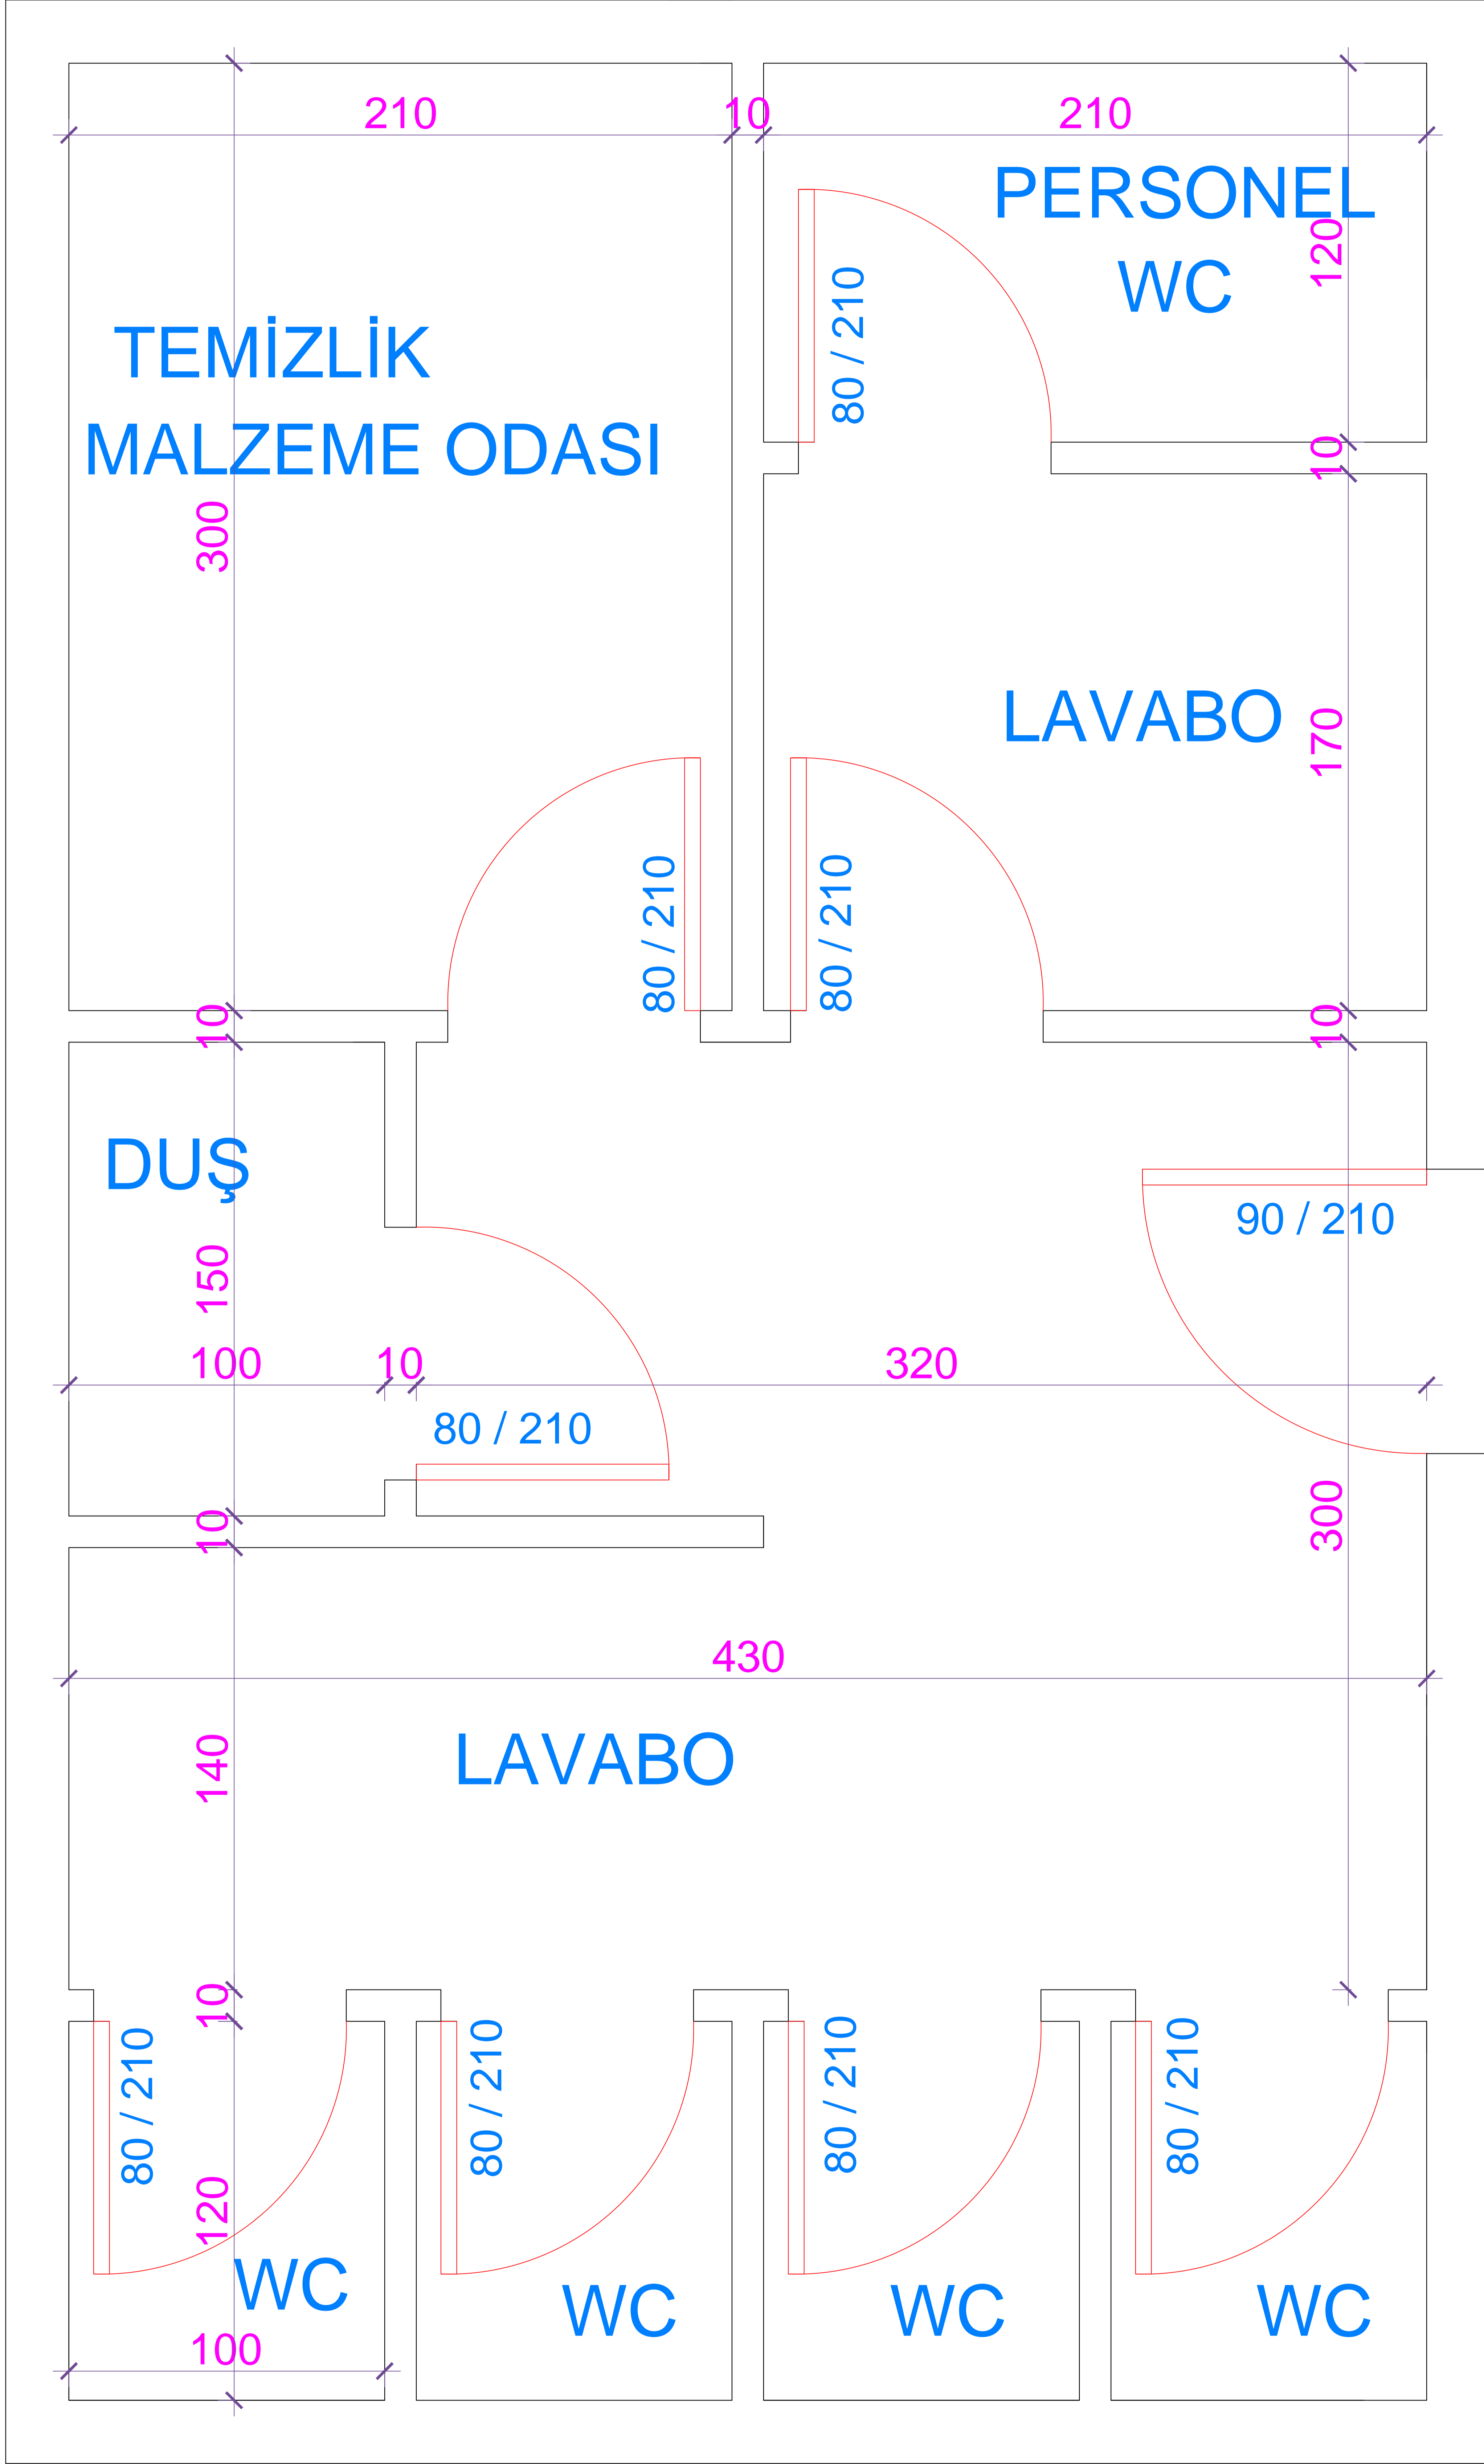 210
10
210
PERSONEL
WC
120
80 / 210
TEMİZLİK
MALZEME ODASI
10
300
LAVABO
170
80 / 210
80 / 210
10
10
DUŞ
90 / 210
150
100
10
320
80 / 210
10
300
430
LAVABO
140
10
80 / 210
80 / 210
80 / 210
80 / 210
120
WC
WC
WC
WC
100